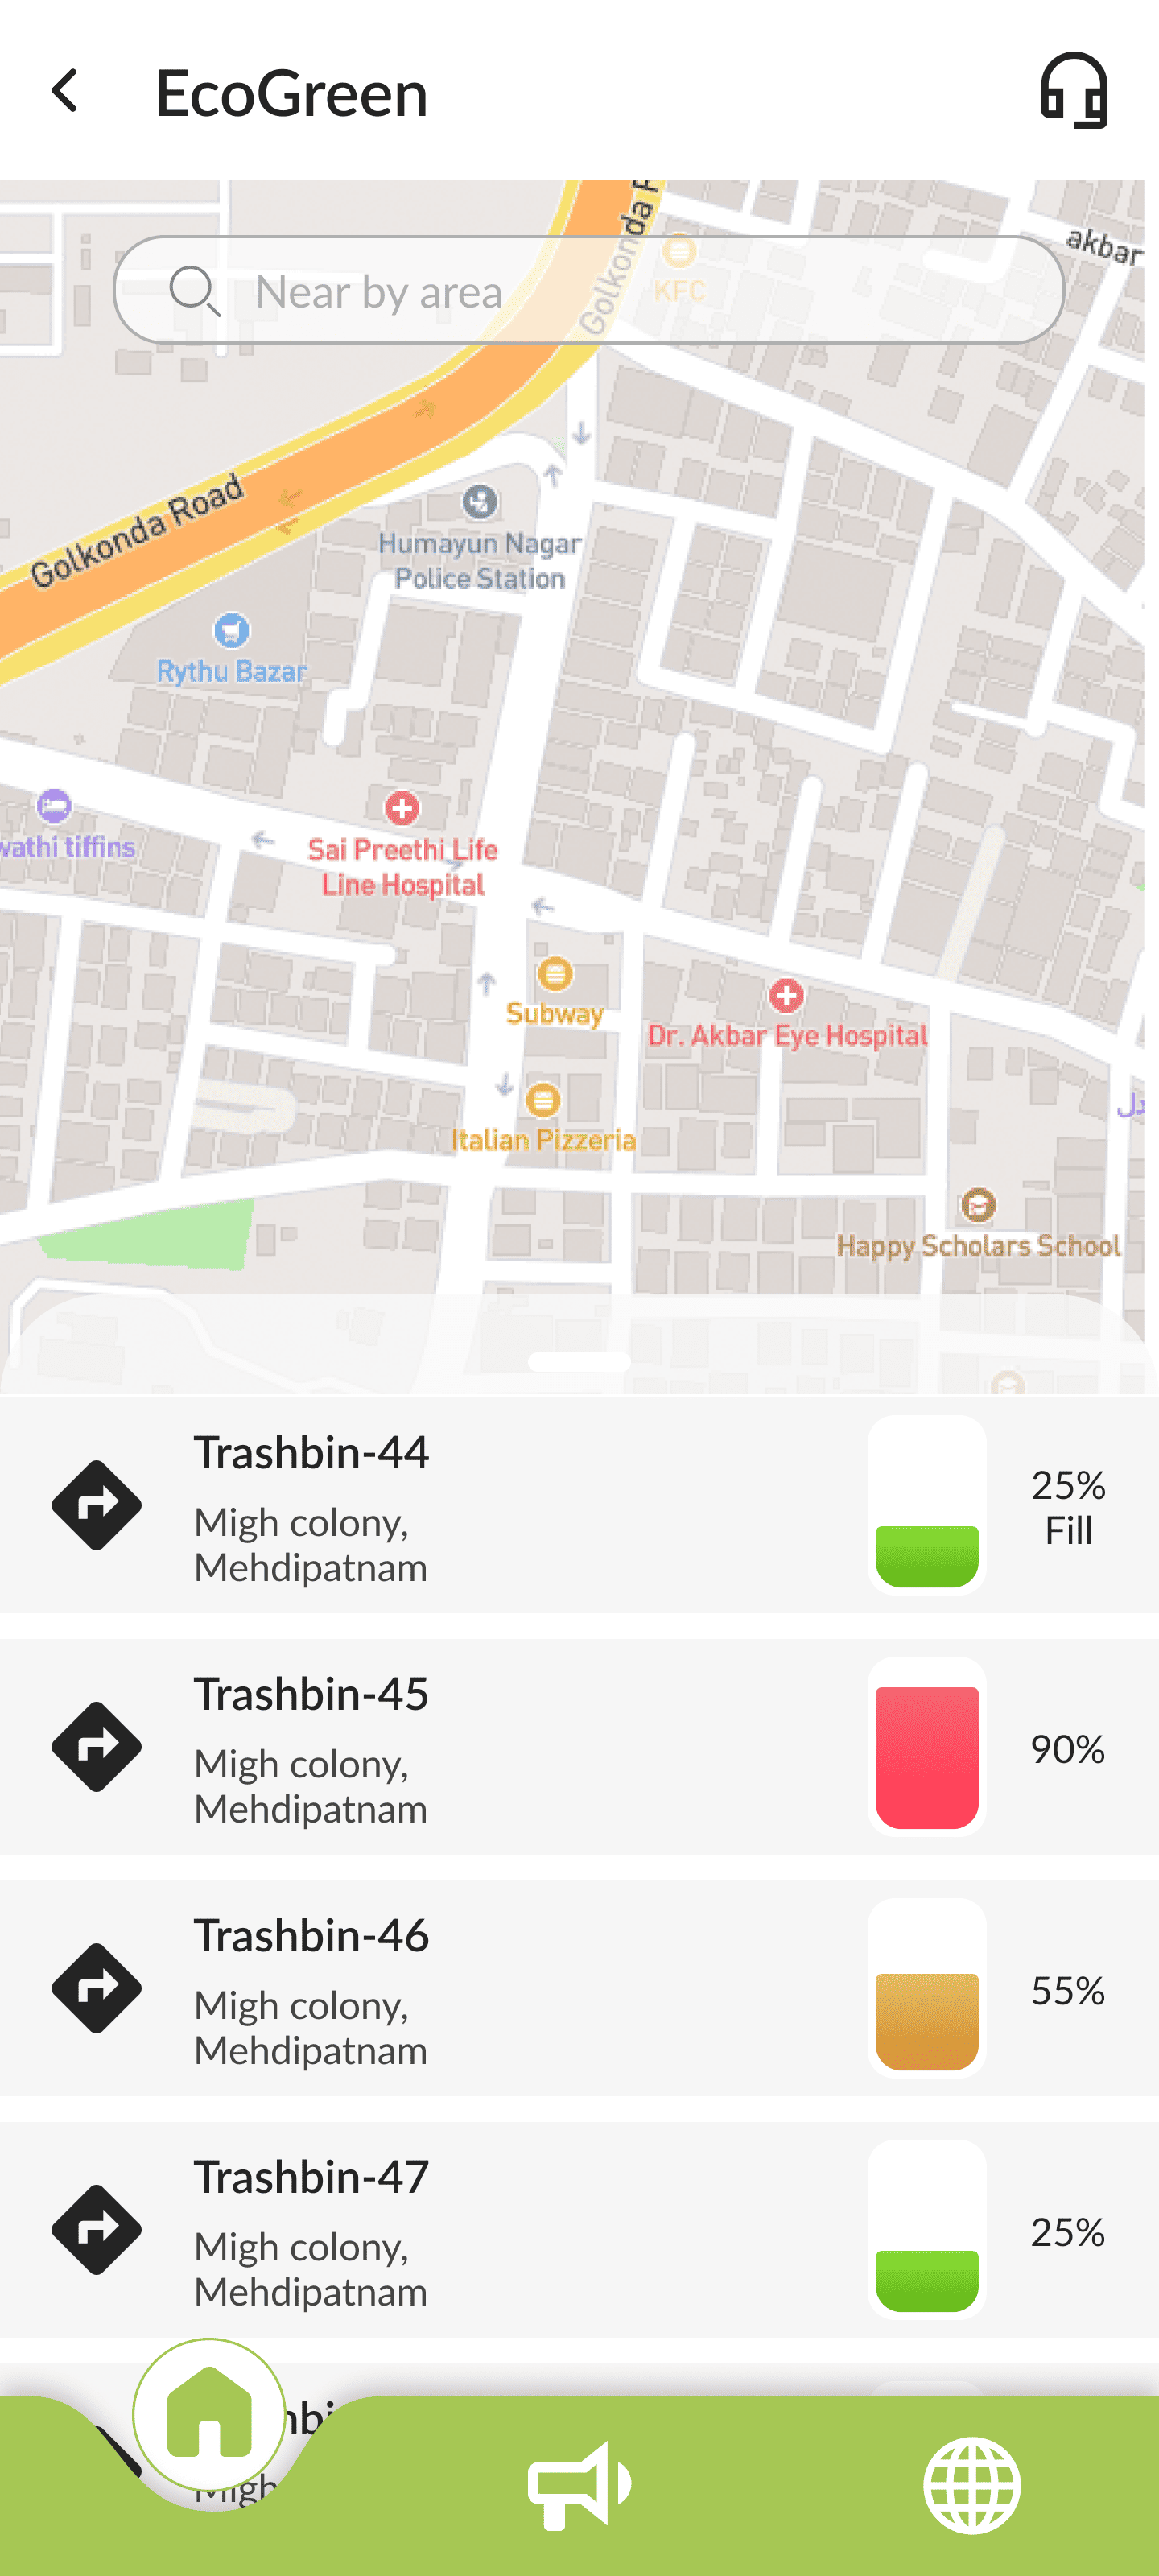 EcoGreen
akbar
Golkonda
Near by area
KFC
Golkonda Road
Humayun Nagar
Police Station
Rythu Bazar
tiffins
Sai Preethi Life
Line Hospital
Subway
Dr. Akbar Eye Hospital
Italian Pizzeria
Happy Scholars School
Trashbin-44
Migh colony,
Mehdipatnam
25%
Fill
Trashbin-45
Migh colony,
Mehdipatnam
90%
Trashbin-46
Migh colony,
Mehdipatnam
55%
Trashbin-47
Migh colony,
Mehdipatnam
25%
Migh